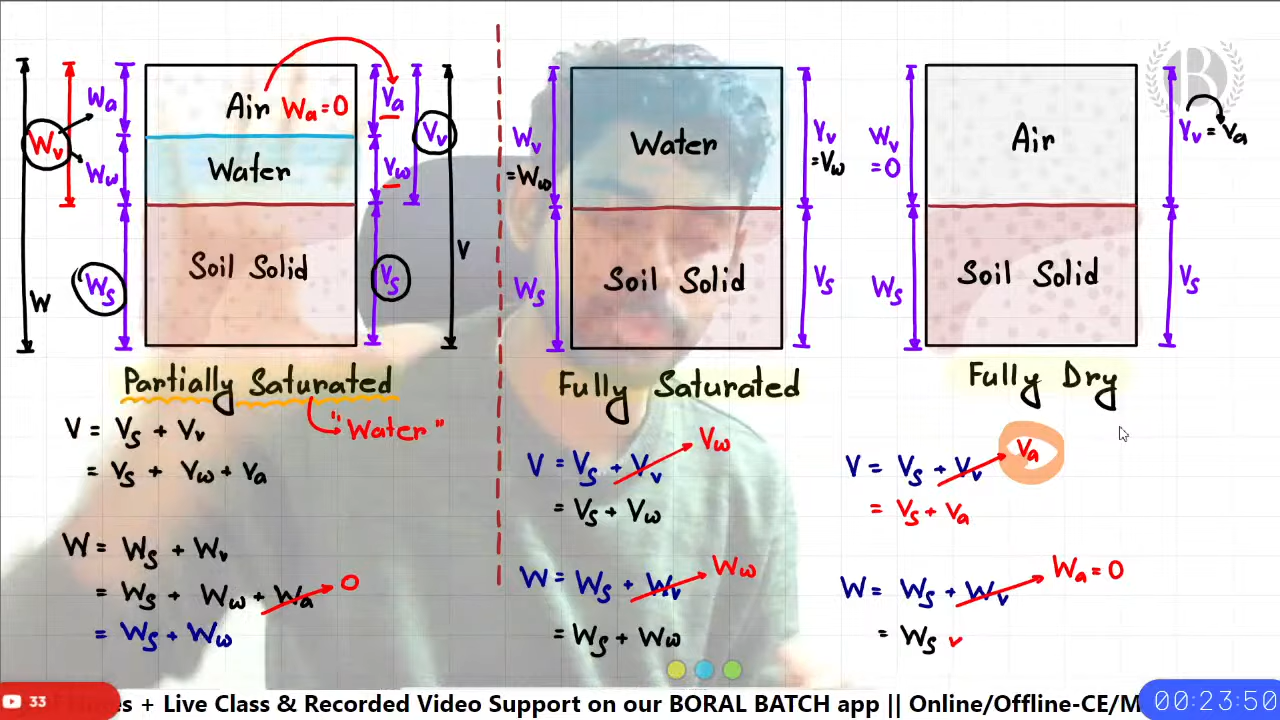 Wa
Air Wa = 0
Va
Wv
Ww
Water
Vw
Vv
V
W
Ws
Soil Solid
Vs
Partially Saturated
"Water"
V = Vs + Vv
= Vs + Vw + Va
W = Ws + Wv
= Ws + Ww + Wa 0
= Ws + Ww
Wv
= Ww
Water
Vv
= Vw
Ws
Soil Solid
Vs
Fully Saturated
V = Vs + Vv Vw
= Vs + Vw
W = Ws + Wv Ww
= Ws + Ww
Wv
= 0
Air
Vv = Va
Ws
Soil Solid
Vs
Fully Dry
V = Vs + Vv Va
= Vs + Va
W = Ws + Wv Wa = 0
= Ws
B
33
+ Live Class & Recorded Video Support on our BORAL BATCH app || Online/Offline-CE/M
00:23:50